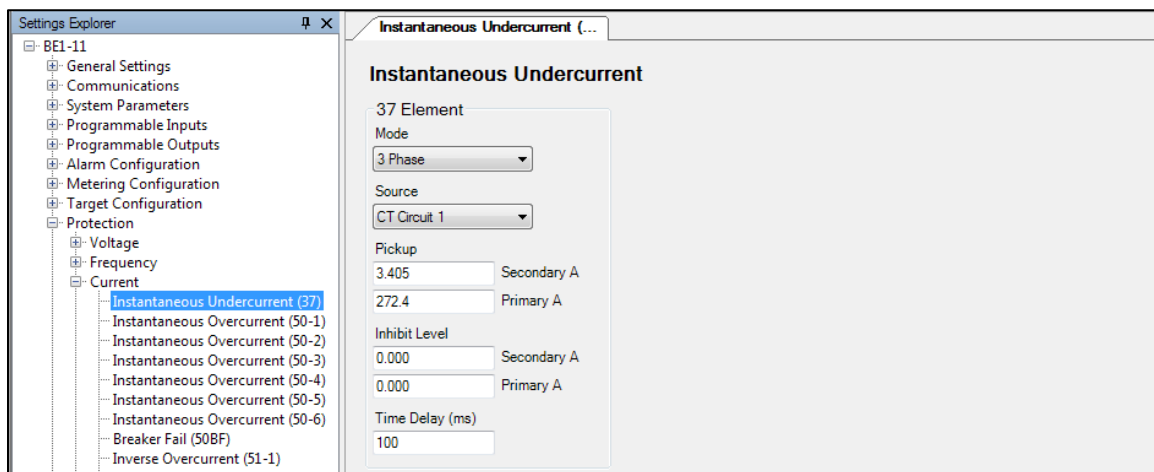 Settings Explorer
BE1-11
General Settings
Communications
System Parameters
Programmable Inputs
Programmable Outputs
Alarm Configuration
Metering Configuration
Target Configuration
Protection
Voltage
Frequency
Current
Instantaneous Undercurrent (37)
Instantaneous Overcurrent (50-1)
Instantaneous Overcurrent (50-2)
Instantaneous Overcurrent (50-3)
Instantaneous Overcurrent (50-4)
Instantaneous Overcurrent (50-5)
Instantaneous Overcurrent (50-6)
Breaker Fail (50BF)
Inverse Overcurrent (51-1)
Instantaneous Undercurrent (...
Instantaneous Undercurrent
37 Element
Mode
3 Phase
Source
CT Circuit 1
Pickup
3.405 Secondary A
272.4 Primary A
Inhibit Level
0.000 Secondary A
0.000 Primary A
Time Delay (ms)
100